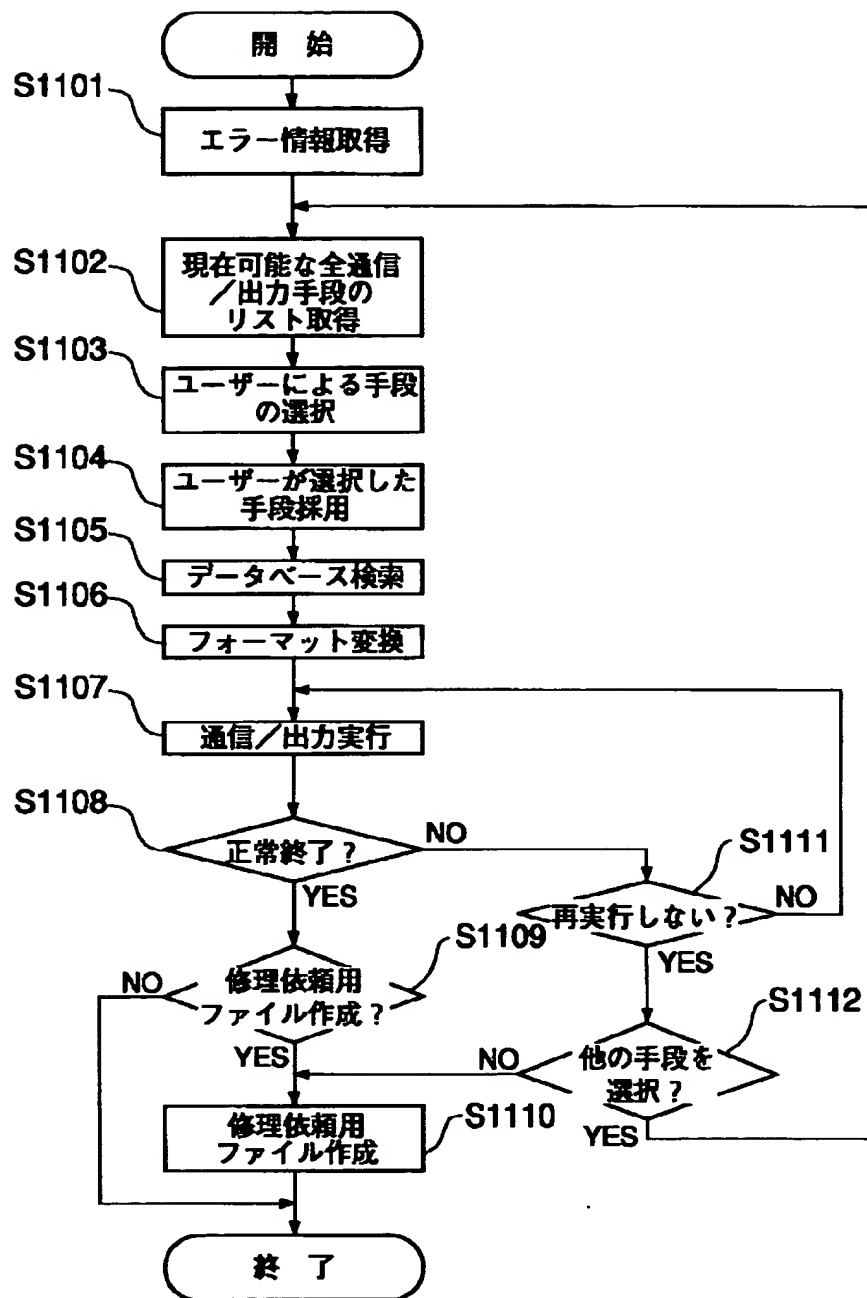 開 始
S1101
エラー情報取得
S1102
現在可能な全通信
／出力手段の
リスト取得
S1103
ユーザーによる手段
の選択
S1104
ユーザーが選択した
手段採用
S1105
データベース検索
S1106
フォーマット変換
S1107
通信／出力実行
S1108
正常終了？
NO
YES
S1111
再実行しない？
NO
YES
S1109
修理依頼用
ファイル作成？
NO
YES
S1112
他の手段を
選択？
NO
YES
S1110
修理依頼用
ファイル作成
終 了